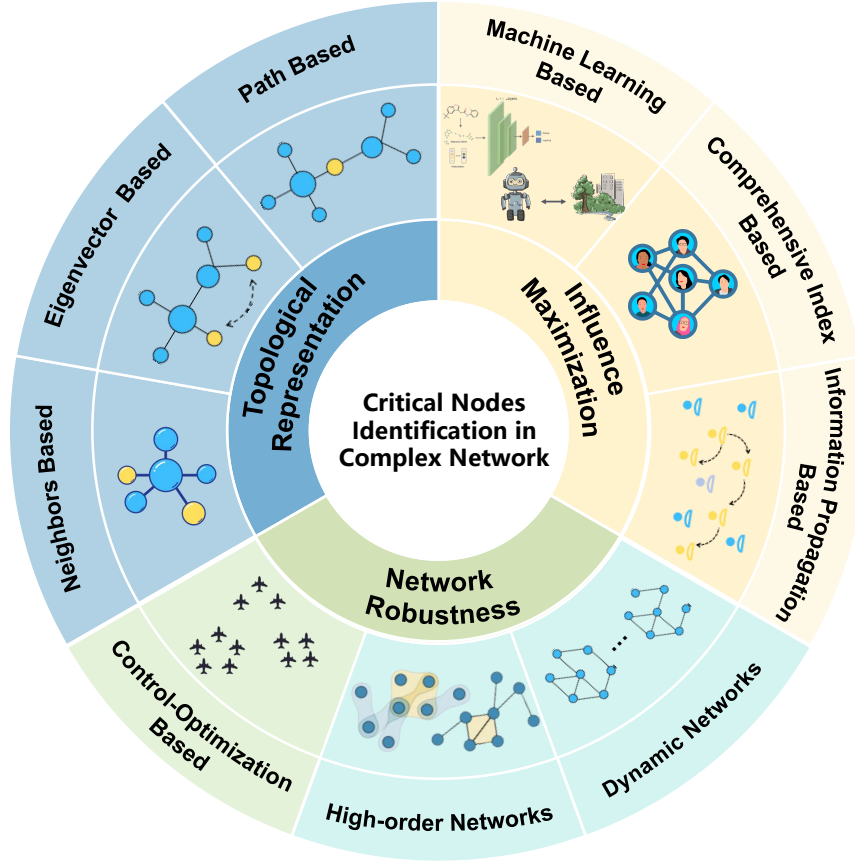 Critical Nodes
Identification in
Complex Network
Topological
Representation
Influence
Maximization
Network
Robustness
Path Based
Machine Learning
Based
Comprehensive Index
Based
Information Propagation
Based
Dynamic Networks
High-order Networks
Control-Optimization
Based
Neighbors Based
Eigenvector Based